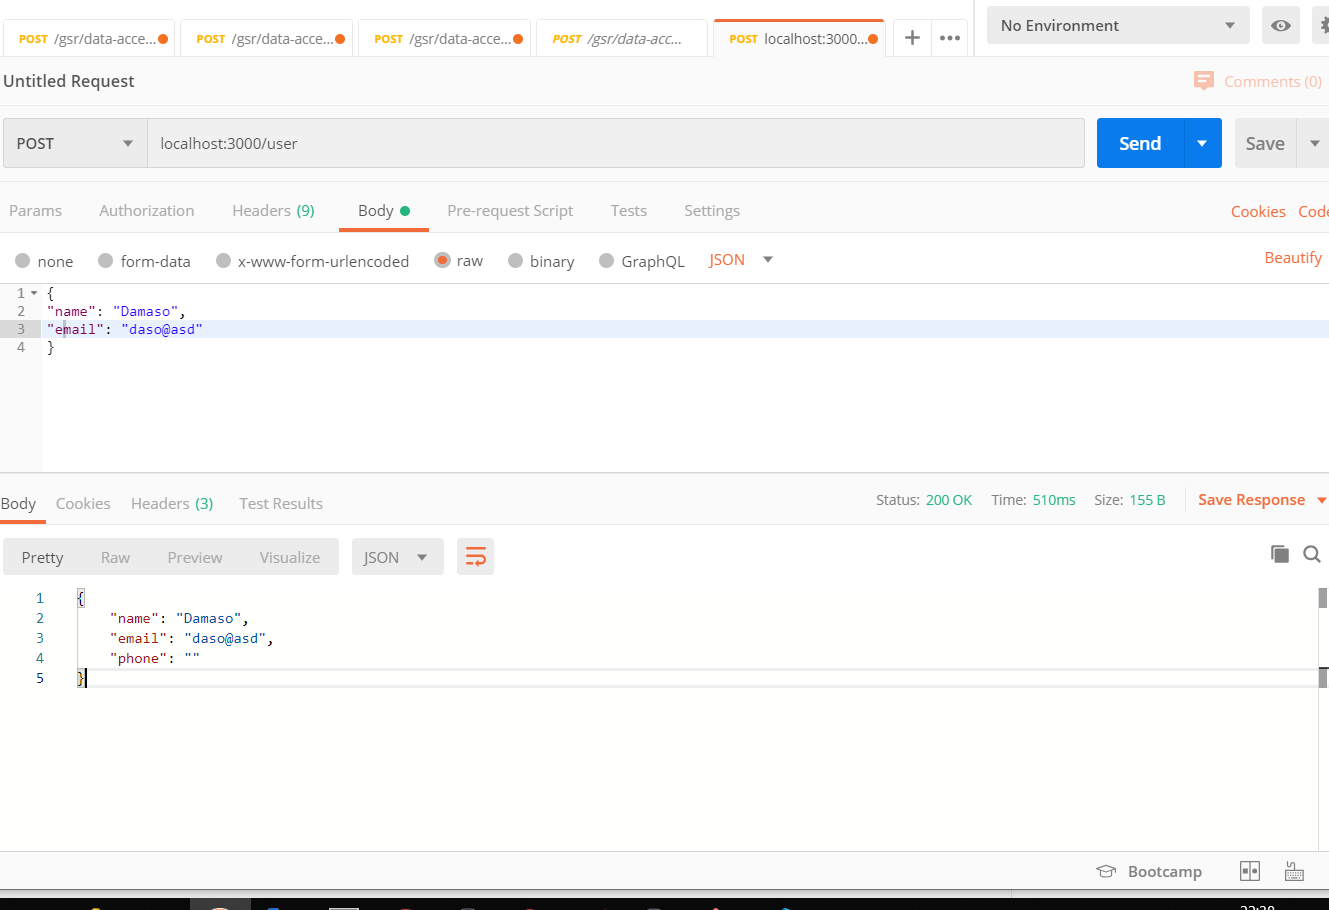 POST /gsr/data-acce... POST /gsr/data-acce... POST /gsr/data-acce... POST /gsr/data-acc... POST localhost:3000... + ••• No Environment
Untitled Request Comments (0)
POST localhost:3000/user Send Save
Params Authorization Headers (9) Body Pre-request Script Tests Settings Cookies Code
none form-data x-www-form-urlencoded raw binary GraphQL JSON Beautify
1 {
2 "name": "Damaso",
3 "email": "daso@asd"
4 }
Body Cookies Headers (3) Test Results Status: 200 OK Time: 510ms Size: 155 B Save Response
Pretty Raw Preview Visualize JSON
1 {
2 "name": "Damaso",
3 "email": "daso@asd",
4 "phone": ""
5 }
Bootcamp